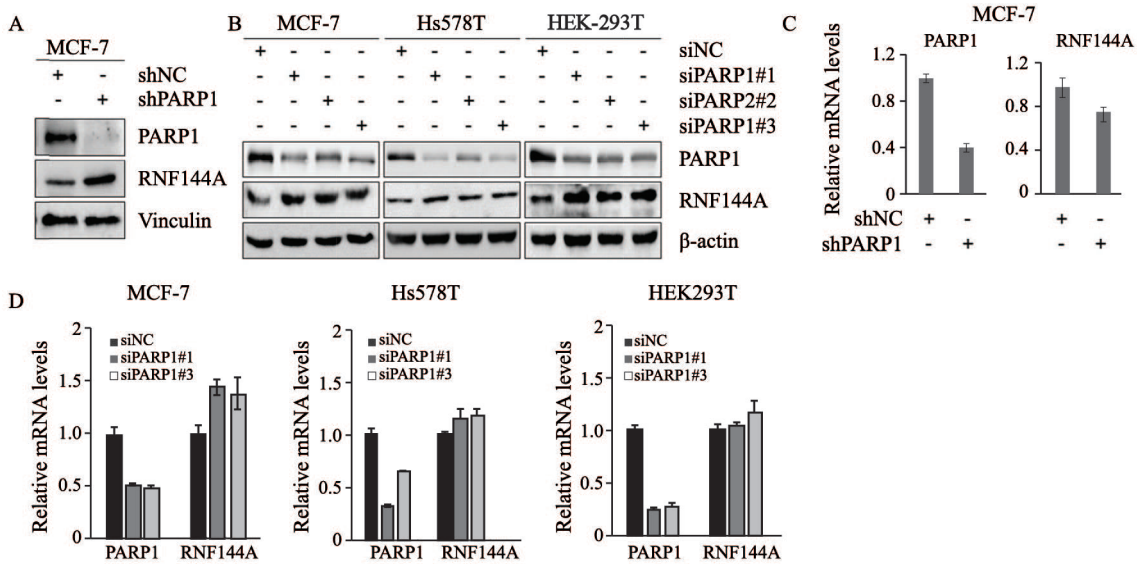 A
MCF-7
+ - shNC
- + shPARP1
PARP1
RNF144A
Vinculin
B
MCF-7 Hs578T HEK-293T
+ - - - + - - - + - - - siNC
- + - - - + - - - + - - siPARP1#1
- - + - - - + - - - + - siPARP2#2
- - - + - - - + - - - + siPARP1#3
PARP1
RNF144A
β-actin
C
MCF-7
PARP1 RNF144A
Relative mRNA levels
1.2 1.2
0.8 0.8
0.4 0.4
0 0
shNC + - + -
shPARP1 - + - +
D
MCF-7
Relative mRNA levels
2
1.5
1.0
0.5
0
siNC
siPARP1#1
siPARP1#3
PARP1 RNF144A
Hs578T
Relative mRNA levels
2
1.5
1.0
0.5
0
siNC
siPARP1#1
siPARP1#3
PARP1 RNF144A
HEK293T
Relative mRNA levels
2
1.5
1.0
0.5
0
siNC
siPARP1#1
siPARP1#3
PARP1 RNF144A